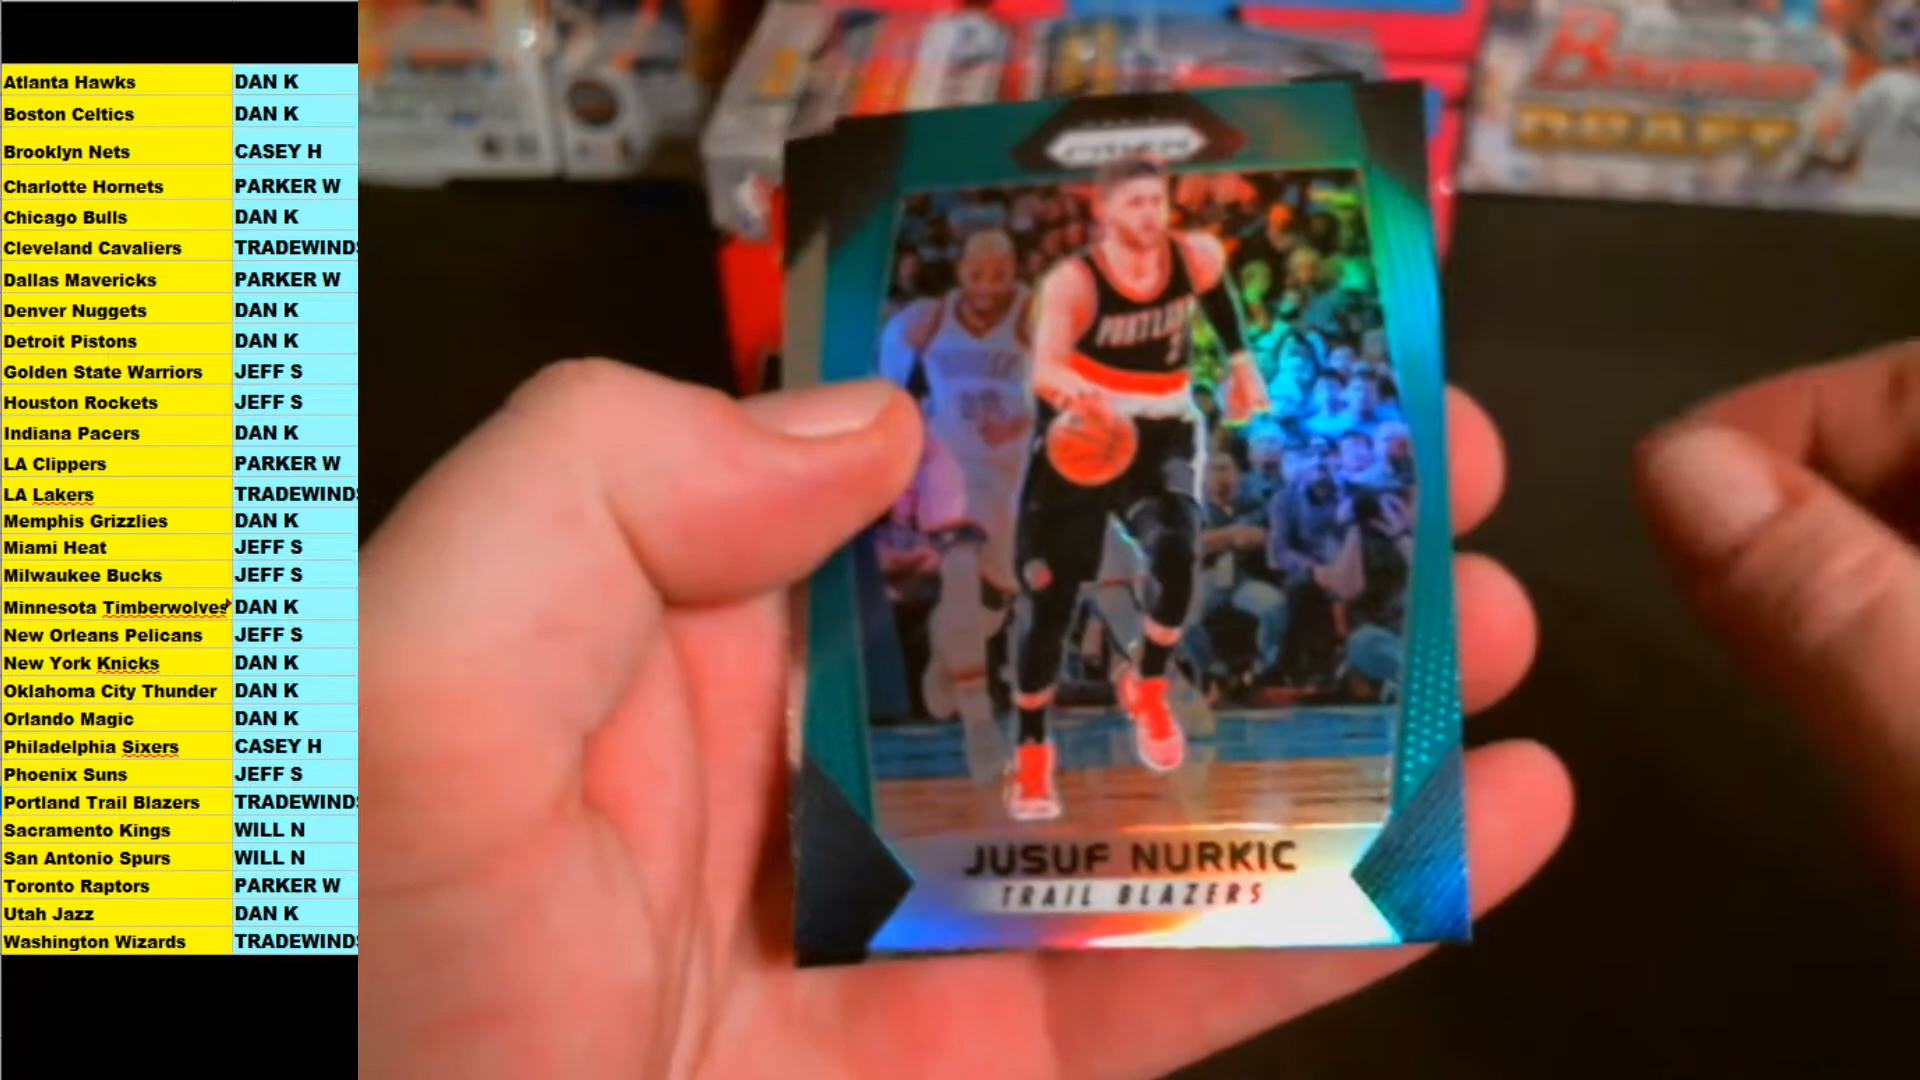 Atlanta Hawks DAN K
Boston Celtics DAN K
Brooklyn Nets CASEY H
Charlotte Hornets PARKER W
Chicago Bulls DAN K
Cleveland Cavaliers TRADEWINDS
Dallas Mavericks PARKER W
Denver Nuggets DAN K
Detroit Pistons DAN K
Golden State Warriors JEFF S
Houston Rockets JEFF S
Indiana Pacers DAN K
LA Clippers PARKER W
LA Lakers TRADEWINDS
Memphis Grizzlies DAN K
Miami Heat JEFF S
Milwaukee Bucks JEFF S
Minnesota Timberwolves DAN K
New Orleans Pelicans JEFF S
New York Knicks DAN K
Oklahoma City Thunder DAN K
Orlando Magic DAN K
Philadelphia Sixers CASEY H
Phoenix Suns JEFF S
Portland Trail Blazers TRADEWINDS
Sacramento Kings WILL N
San Antonio Spurs WILL N
Toronto Raptors PARKER W
Utah Jazz DAN K
Washington Wizards TRADEWINDS
PRIZM
PORTLAND
JUSUF NURKIC
TRAIL BLAZERS
Bowman
DRAFT